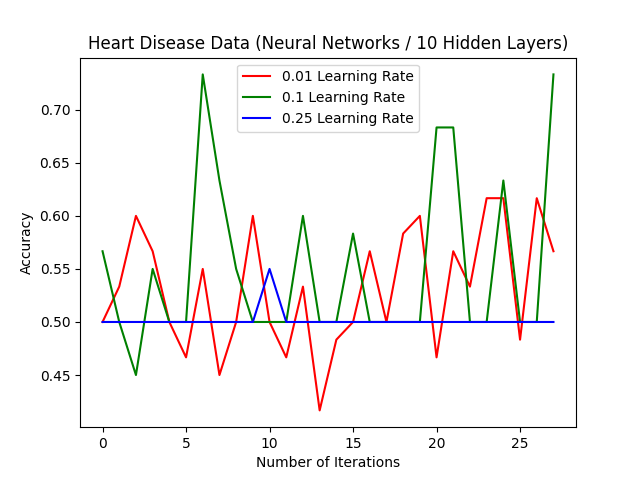 Heart Disease Data (Neural Networks / 10 Hidden Layers)
0.01 Learning Rate
0.1 Learning Rate
0.25 Learning Rate
0.70
0.65
0.60
0.55
0.50
0.45
Accuracy
0 5 10 15 20 25
Number of Iterations